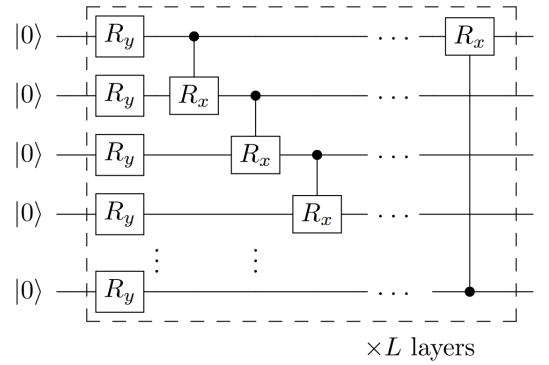 |0⟩ R_y ⋯ R_x
|0⟩ R_y R_x ⋯
|0⟩ R_y R_x ⋯
|0⟩ R_y R_x ⋯
⋮ ⋮
|0⟩ R_y ⋯
×L layers